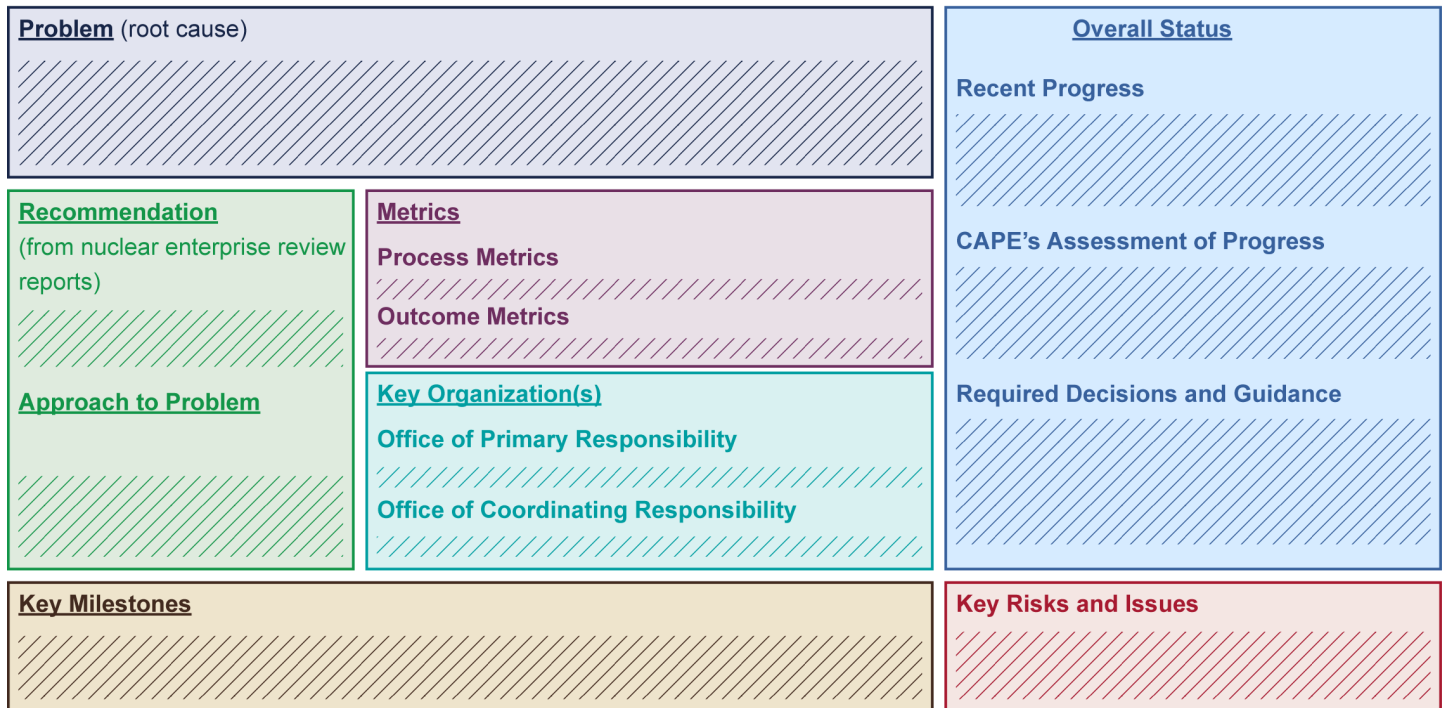 Problem (root cause)
Recommendation
(from nuclear enterprise review
reports)
Approach to Problem
Metrics
Process Metrics
Outcome Metrics
Key Organization(s)
Office of Primary Responsibility
Office of Coordinating Responsibility
Overall Status
Recent Progress
CAPE’s Assessment of Progress
Required Decisions and Guidance
Key Milestones
Key Risks and Issues